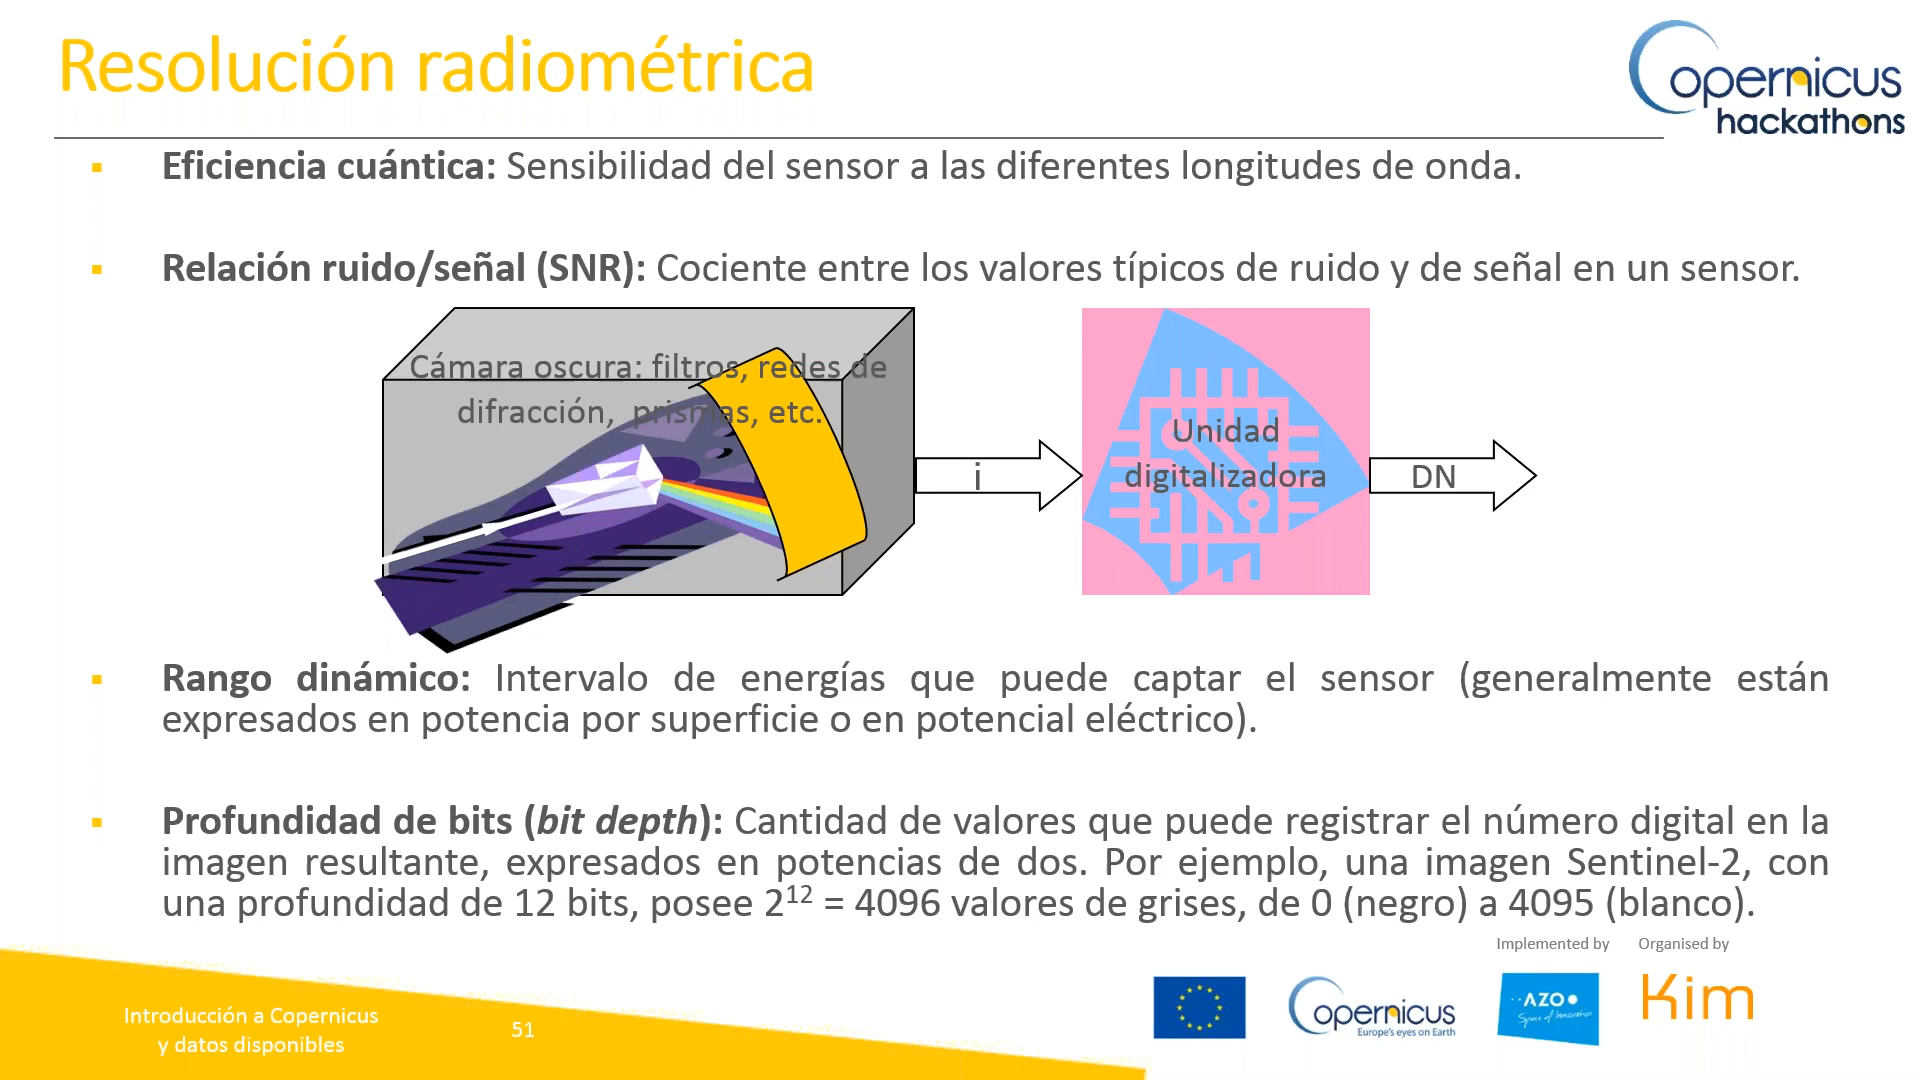 Resolución radiométrica
Copernicus
hackathons
Eficiencia cuántica: Sensibilidad del sensor a las diferentes longitudes de onda.
Relación ruido/señal (SNR): Cociente entre los valores típicos de ruido y de señal en un sensor.
Cámara oscura: filtros, redes de
difracción, prismas, etc.
i
Unidad
digitalizadora
DN
Rango dinámico: Intervalo de energías que puede captar el sensor (generalmente están
expresados en potencia por superficie o en potencial eléctrico).
Profundidad de bits (bit depth): Cantidad de valores que puede registrar el número digital en la
imagen resultante, expresados en potencias de dos. Por ejemplo, una imagen Sentinel-2, con
una profundidad de 12 bits, posee 2¹² = 4096 valores de grises, de 0 (negro) a 4095 (blanco).
Implemented by
Organised by
Introducción a Copernicus
y datos disponibles
51
Copernicus
Europe's eyes on Earth
AZO
Space of Innovation
Kim